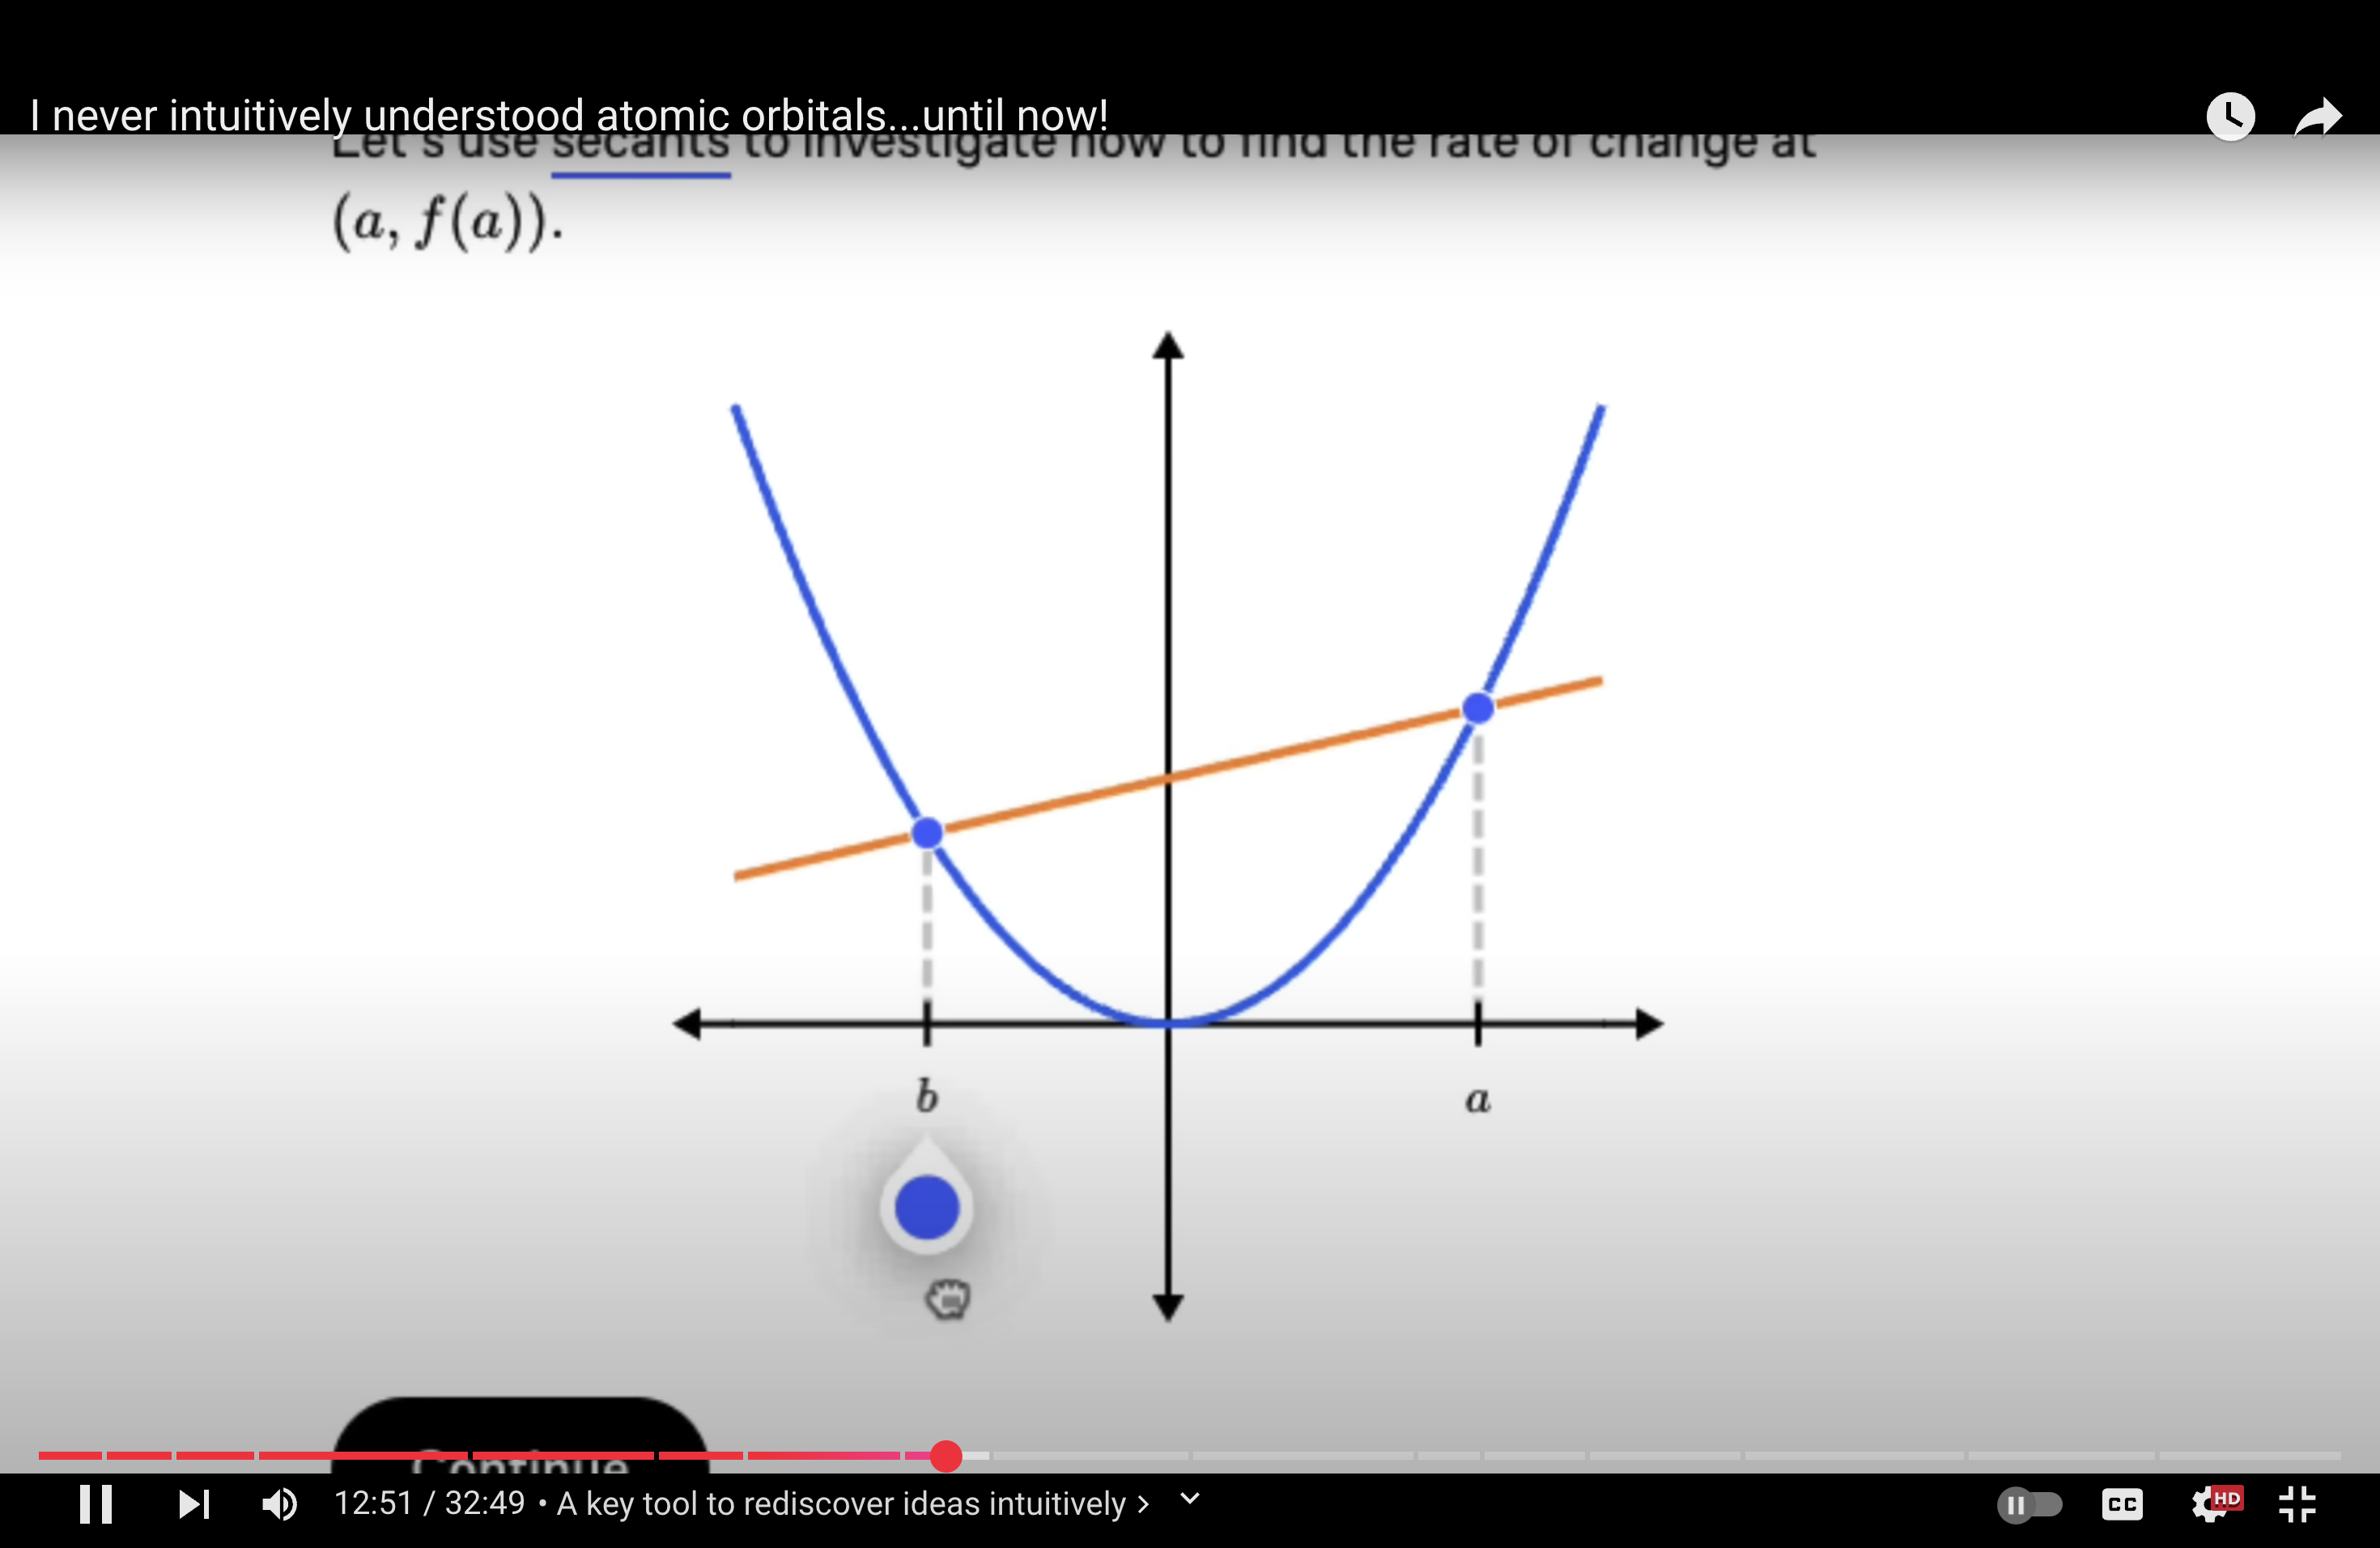 I never intuitively understood atomic orbitals...until now!
Let's use secants to investigate how to find the rate of change at
(a, f(a)).
b
a
Continue
12:51 / 32:49 • A key tool to rediscover ideas intuitively >
CC
HD